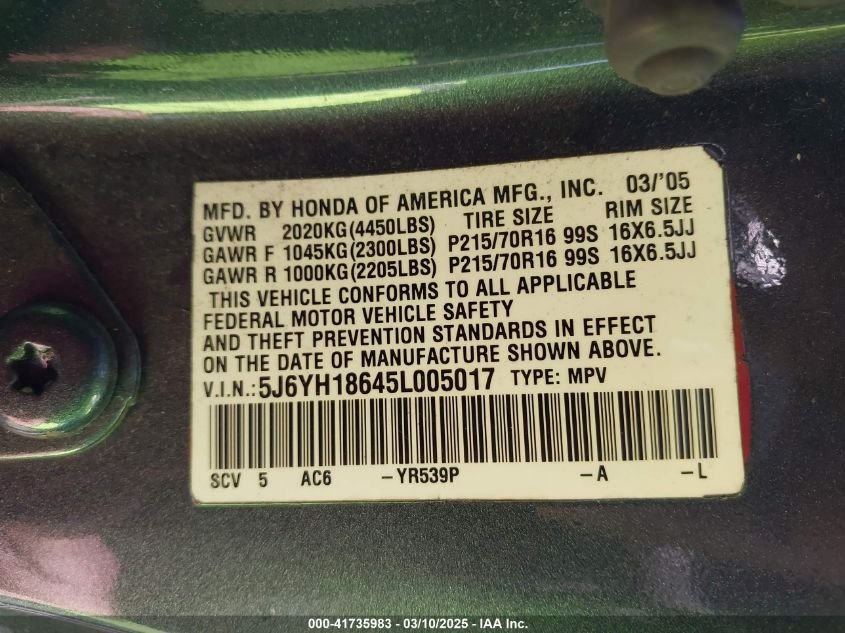 MFD. BY HONDA OF AMERICA MFG., INC. 03/'05
GVWR 2020KG(4450LBS) TIRE SIZE RIM SIZE
GAWR F 1045KG(2300LBS) P215/70R16 99S 16X6.5JJ
GAWR R 1000KG(2205LBS) P215/70R16 99S 16X6.5JJ
THIS VEHICLE CONFORMS TO ALL APPLICABLE
FEDERAL MOTOR VEHICLE SAFETY
AND THEFT PREVENTION STANDARDS IN EFFECT
ON THE DATE OF MANUFACTURE SHOWN ABOVE.
V.I.N.:5J6YH18645L005017 TYPE: MPV
SCV 5 AC6 -YR539P -A -L
000-41735983 - 03/10/2025 - IAA Inc.